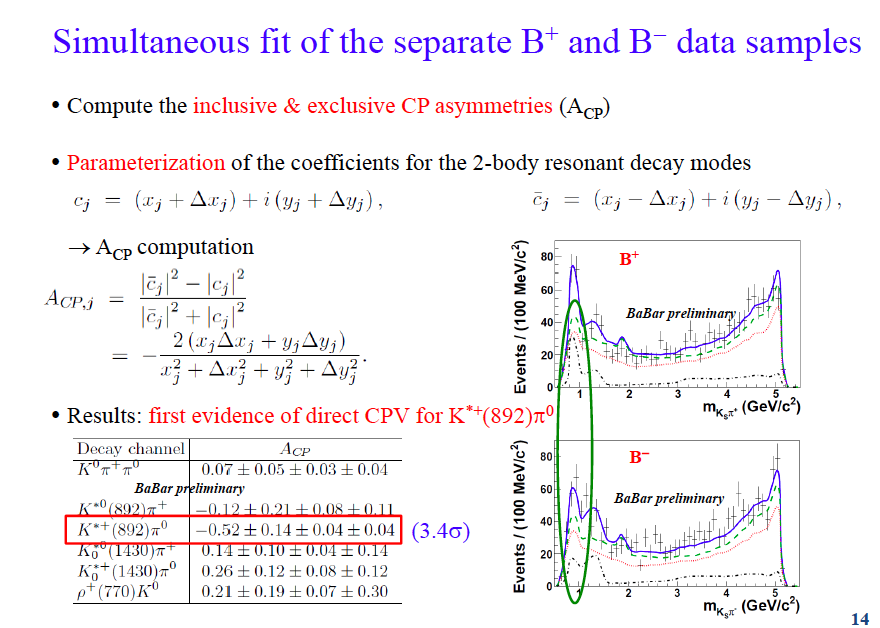 Simultaneous fit of the separate B⁺ and B⁻ data samples
• Compute the inclusive & exclusive CP asymmetries (A_CP)
• Parameterization of the coefficients for the 2-body resonant decay modes
c_j = (x_j + Δx_j) + i (y_j + Δy_j) ,
c̄_j = (x_j − Δx_j) + i (y_j − Δy_j) ,
→ A_CP computation
A_CP,j = (|c̄_j|² − |c_j|²) / (|c̄_j|² + |c_j|²)
= − 2 (x_jΔx_j + y_jΔy_j) / (x_j² + Δx_j² + y_j² + Δy_j²) .
• Results: first evidence of direct CPV for K*⁺(892)π⁰
Decay channel A_CP
K⁰π⁺π⁰ 0.07 ± 0.05 ± 0.03 ± 0.04
BaBar preliminary
K*⁰(892)π⁺ −0.12 ± 0.21 ± 0.08 ± 0.11
K*⁺(892)π⁰ −0.52 ± 0.14 ± 0.04 ± 0.04 (3.4σ)
K₀*⁰(1430)π⁺ 0.14 ± 0.10 ± 0.04 ± 0.14
K₀*⁺(1430)π⁰ 0.26 ± 0.12 ± 0.08 ± 0.12
ρ⁺(770)K⁰ 0.21 ± 0.19 ± 0.07 ± 0.30
Events / (100 MeV/c²)
80
60
40
20
0
B⁺
BaBar preliminary
1 2 3 4 5
m_K_Sπ⁺ (GeV/c²)
Events / (100 MeV/c²)
80
60
40
20
0
B⁻
BaBar preliminary
1 2 3 4 5
m_K_Sπ⁻ (GeV/c²)
14